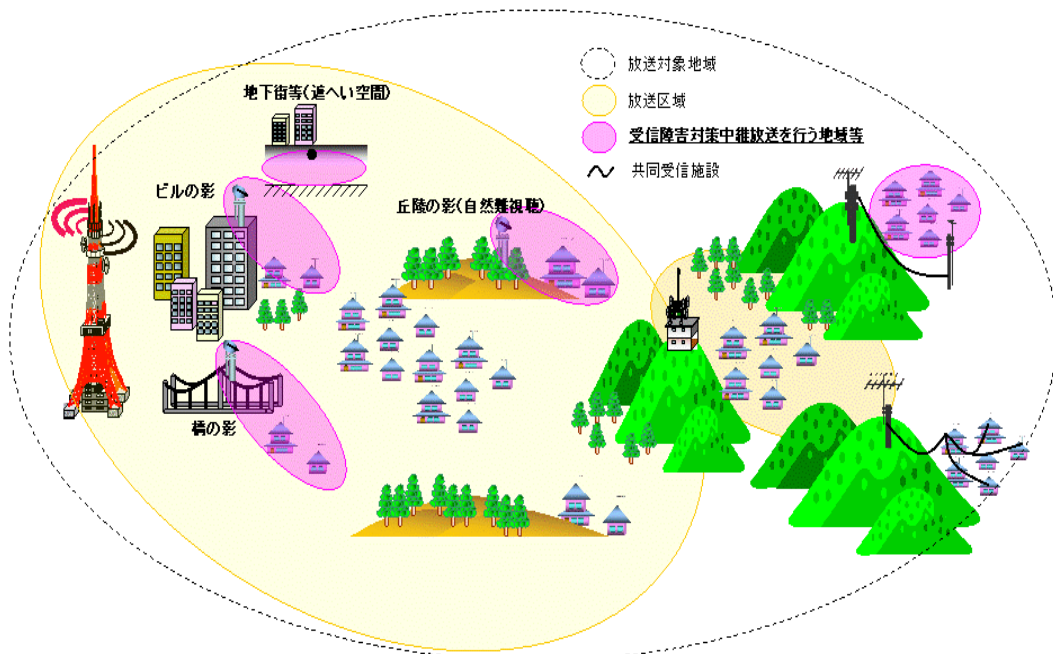 放送対象地域
放送区域
受信障害対策中継放送を行う地域等
共同受信施設
地下街等(遮へい空間)
ビルの影
丘陵の影(自然難視聴)
橋の影